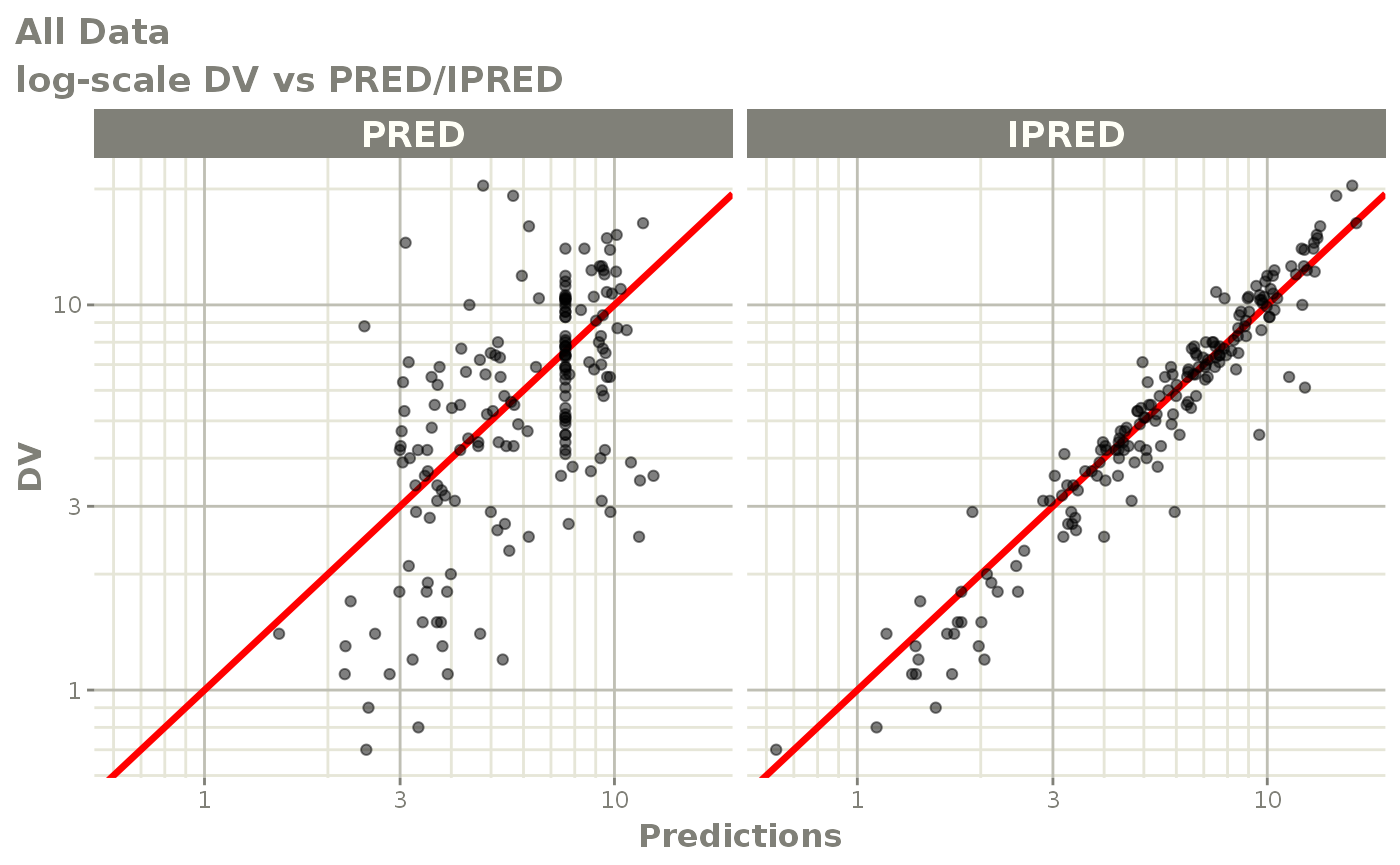 All Data
log-scale DV vs PRED/IPRED
PRED IPRED
DV
10
3
1
1 3 10 1 3 10
Predictions